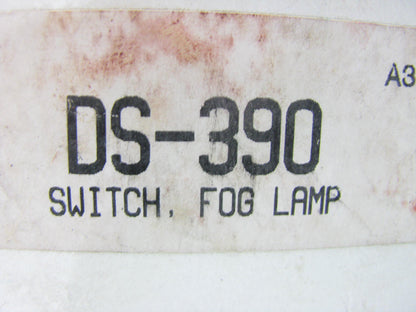 A3
DS-390
SWITCH, FOG LAMP